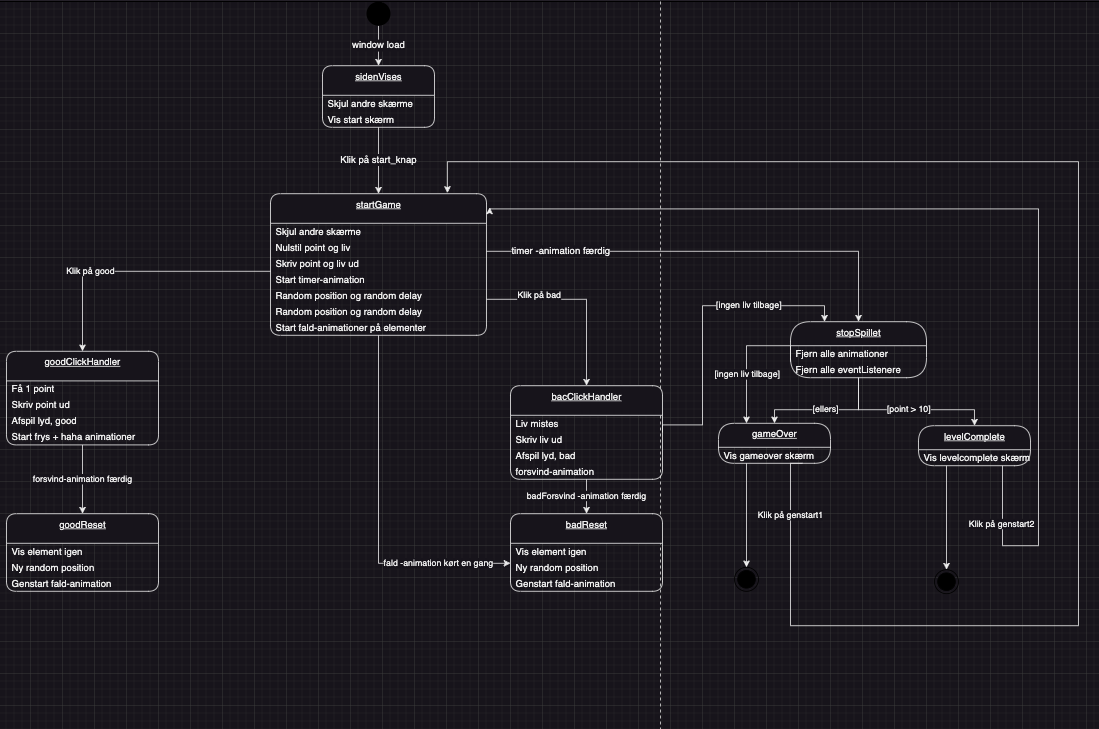 window load
sidenVises
Skjul andre skærme
Vis start skærm
Klik på start_knap
startGame
Skjul andre skærme
Nulstil point og liv
Skriv point og liv ud
Start timer-animation
Random position og random delay
Random position og random delay
Start fald-animationer på elementer
timer -animation færdig
Klik på good
Klik på bad
[ingen liv tilbage]
stopSpillet
Fjern alle animationer
Fjern alle eventListenere
[ingen liv tilbage]
goodClickHandler
Få 1 point
Skriv point ud
Afspil lyd, good
Start frys + haha animationer
bacClickHandler
Liv mistes
Skriv liv ud
Afspil lyd, bad
forsvind-animation
[ellers]
[point > 10]
gameOver
Vis gameover skærm
levelComplete
Vis levelcomplete skærm
forsvind-animation færdig
badForsvind -animation færdig
Klik på genstart1
Klik på genstart2
goodReset
Vis element igen
Ny random position
Genstart fald-animation
fald -animation kørt en gang
badReset
Vis element igen
Ny random position
Genstart fald-animation